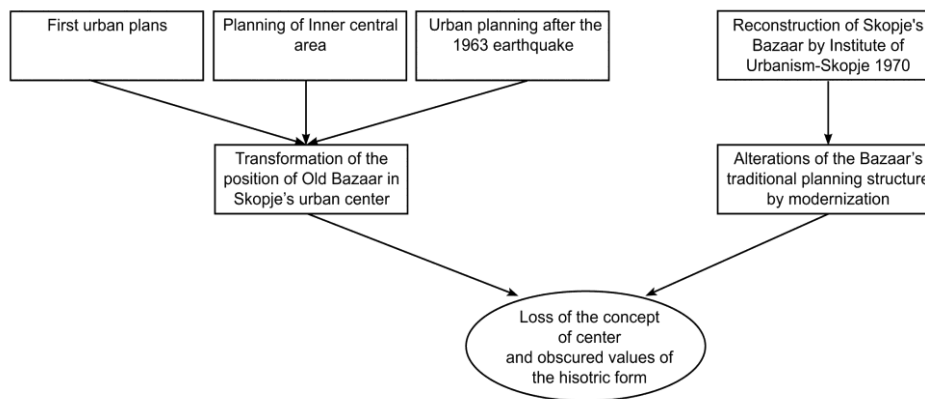 First urban plans
Planning of Inner central
area
Urban planning after the
1963 earthquake
Reconstruction of Skopje's
Bazaar by Institute of
Urbanism-Skopje 1970
Transformation of the
position of Old Bazaar in
Skopje’s urban center
Alterations of the Bazaar’s
traditional planning structure
by modernization
Loss of the concept
of center
and obscured values of
the hisotric form